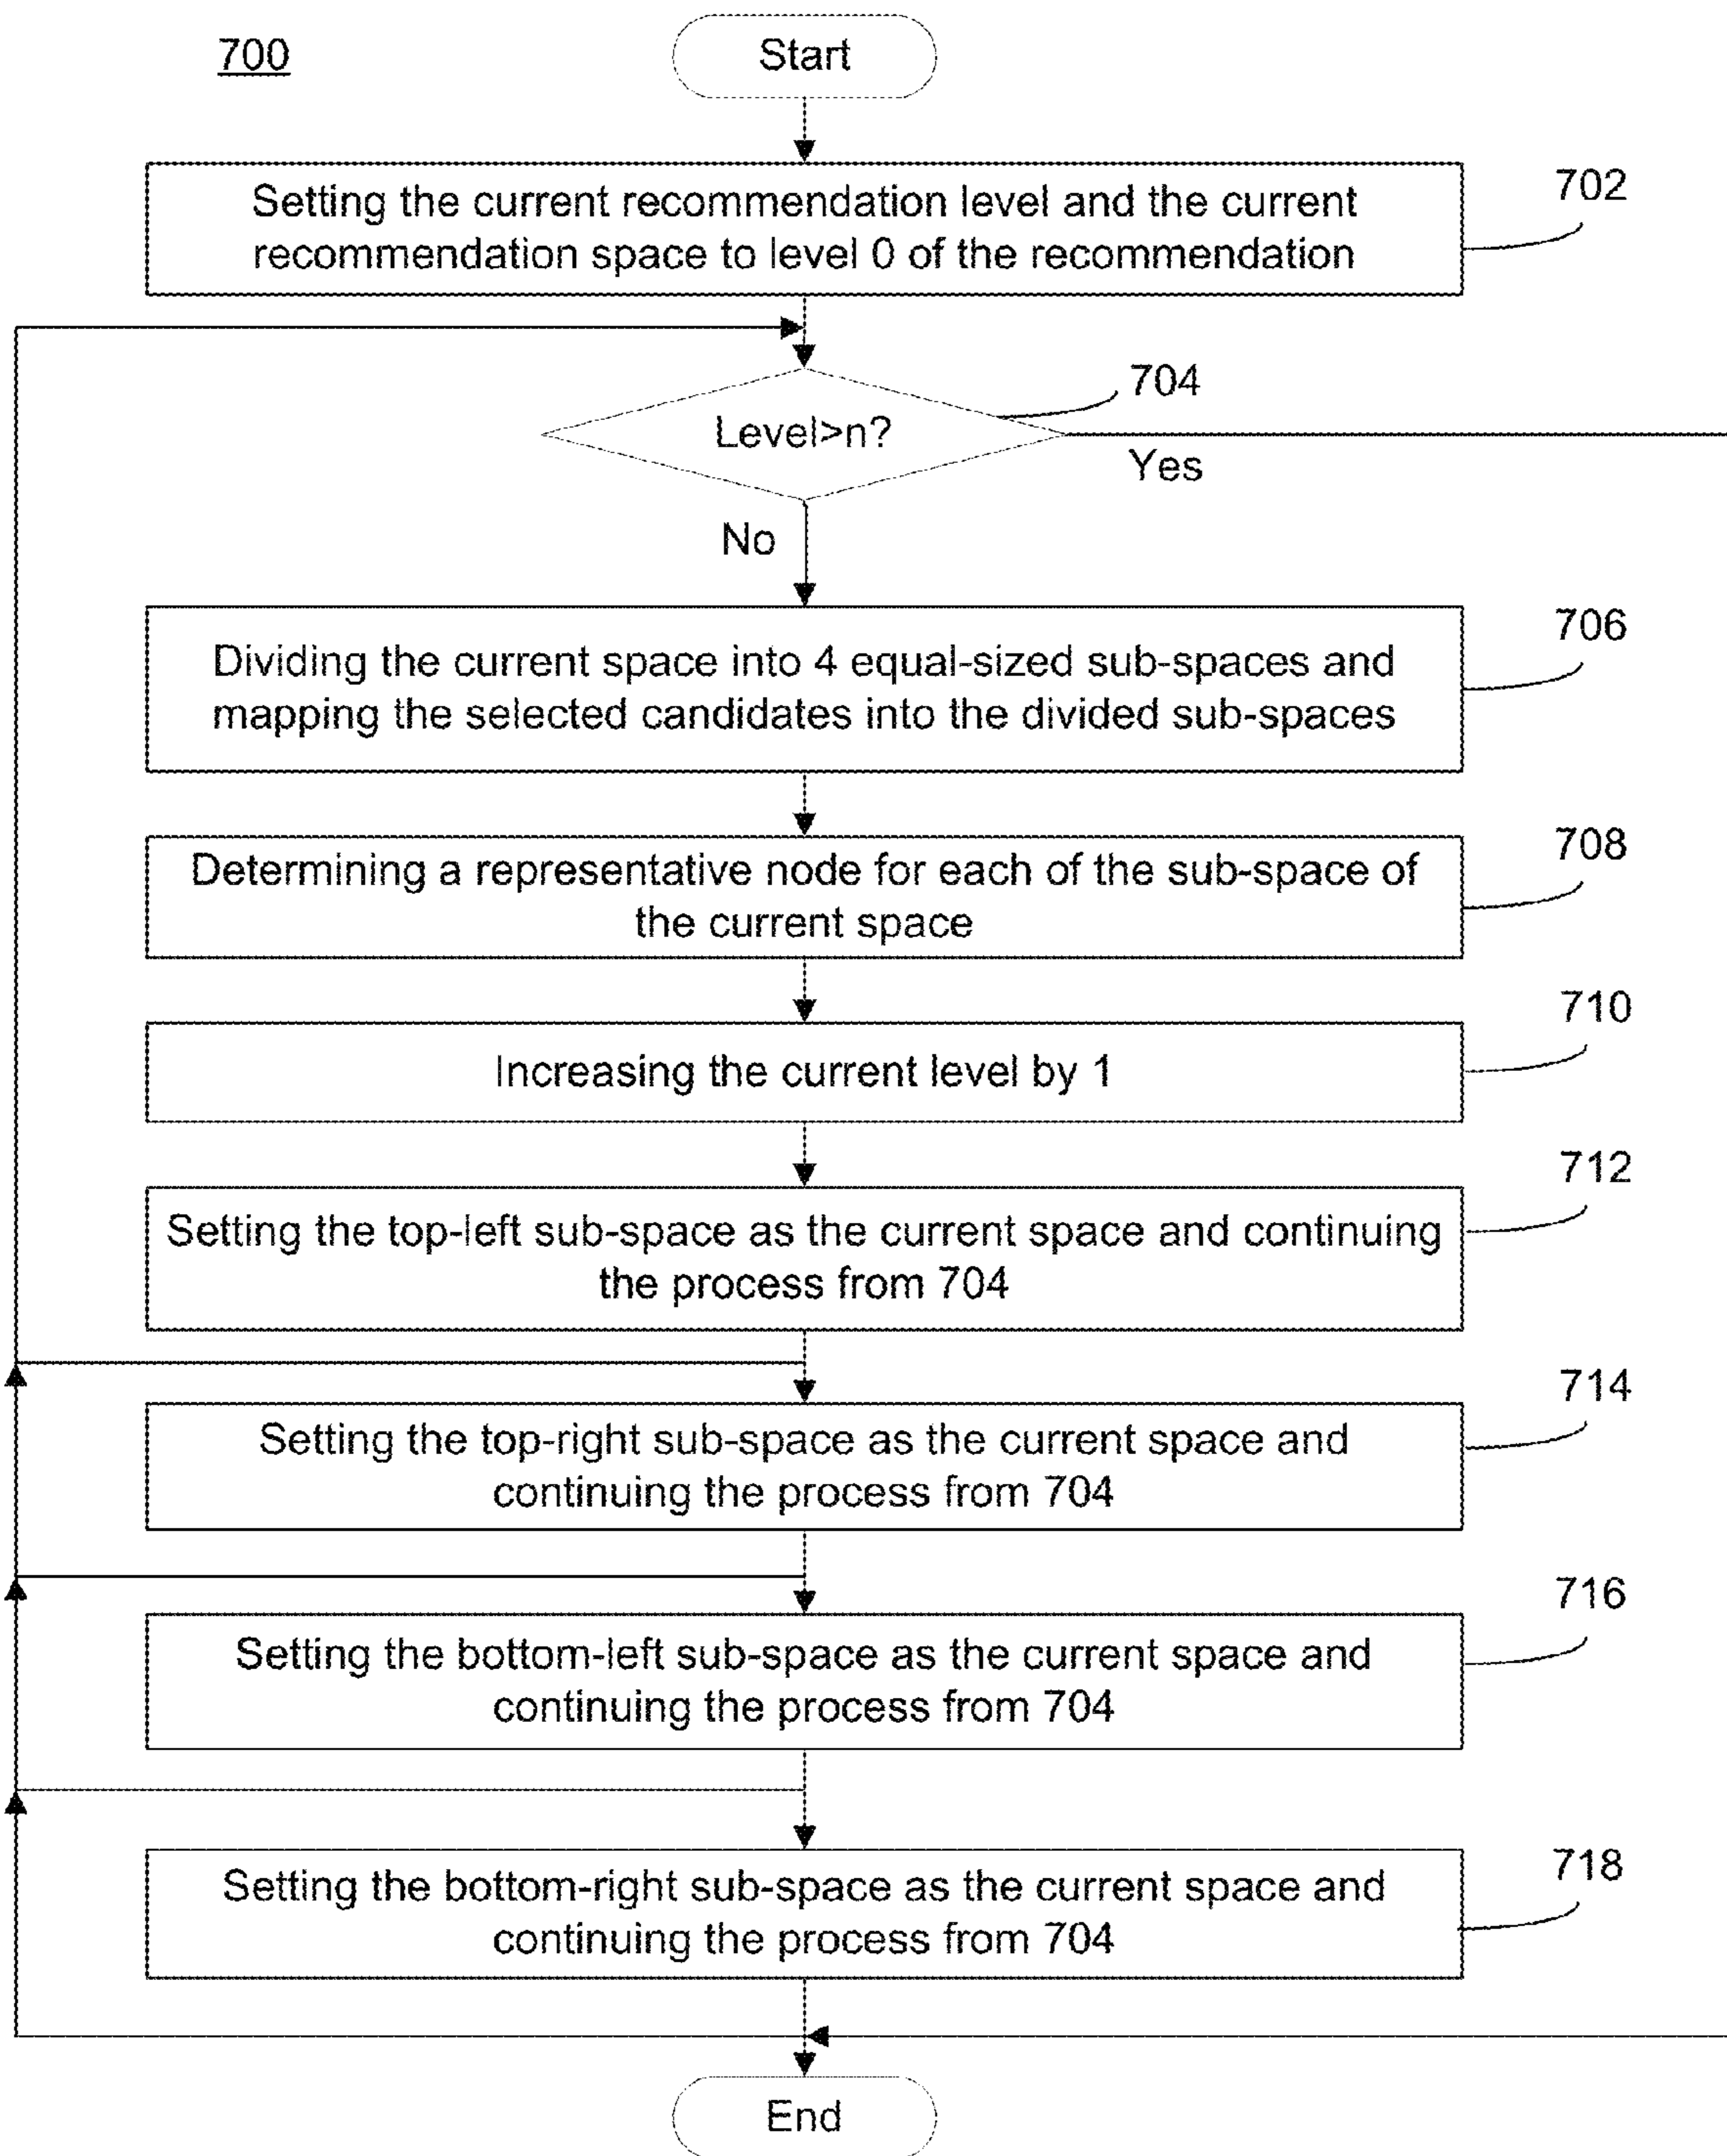 700
Start
702
Setting the current recommendation level and the current
recommendation space to level 0 of the recommendation
704
Level>n?
Yes
No
706
Dividing the current space into 4 equal-sized sub-spaces and
mapping the selected candidates into the divided sub-spaces
708
Determining a representative node for each of the sub-space of
the current space
710
Increasing the current level by 1
712
Setting the top-left sub-space as the current space and continuing
the process from 704
714
Setting the top-right sub-space as the current space and
continuing the process from 704
716
Setting the bottom-left sub-space as the current space and
continuing the process from 704
718
Setting the bottom-right sub-space as the current space and
continuing the process from 704
End